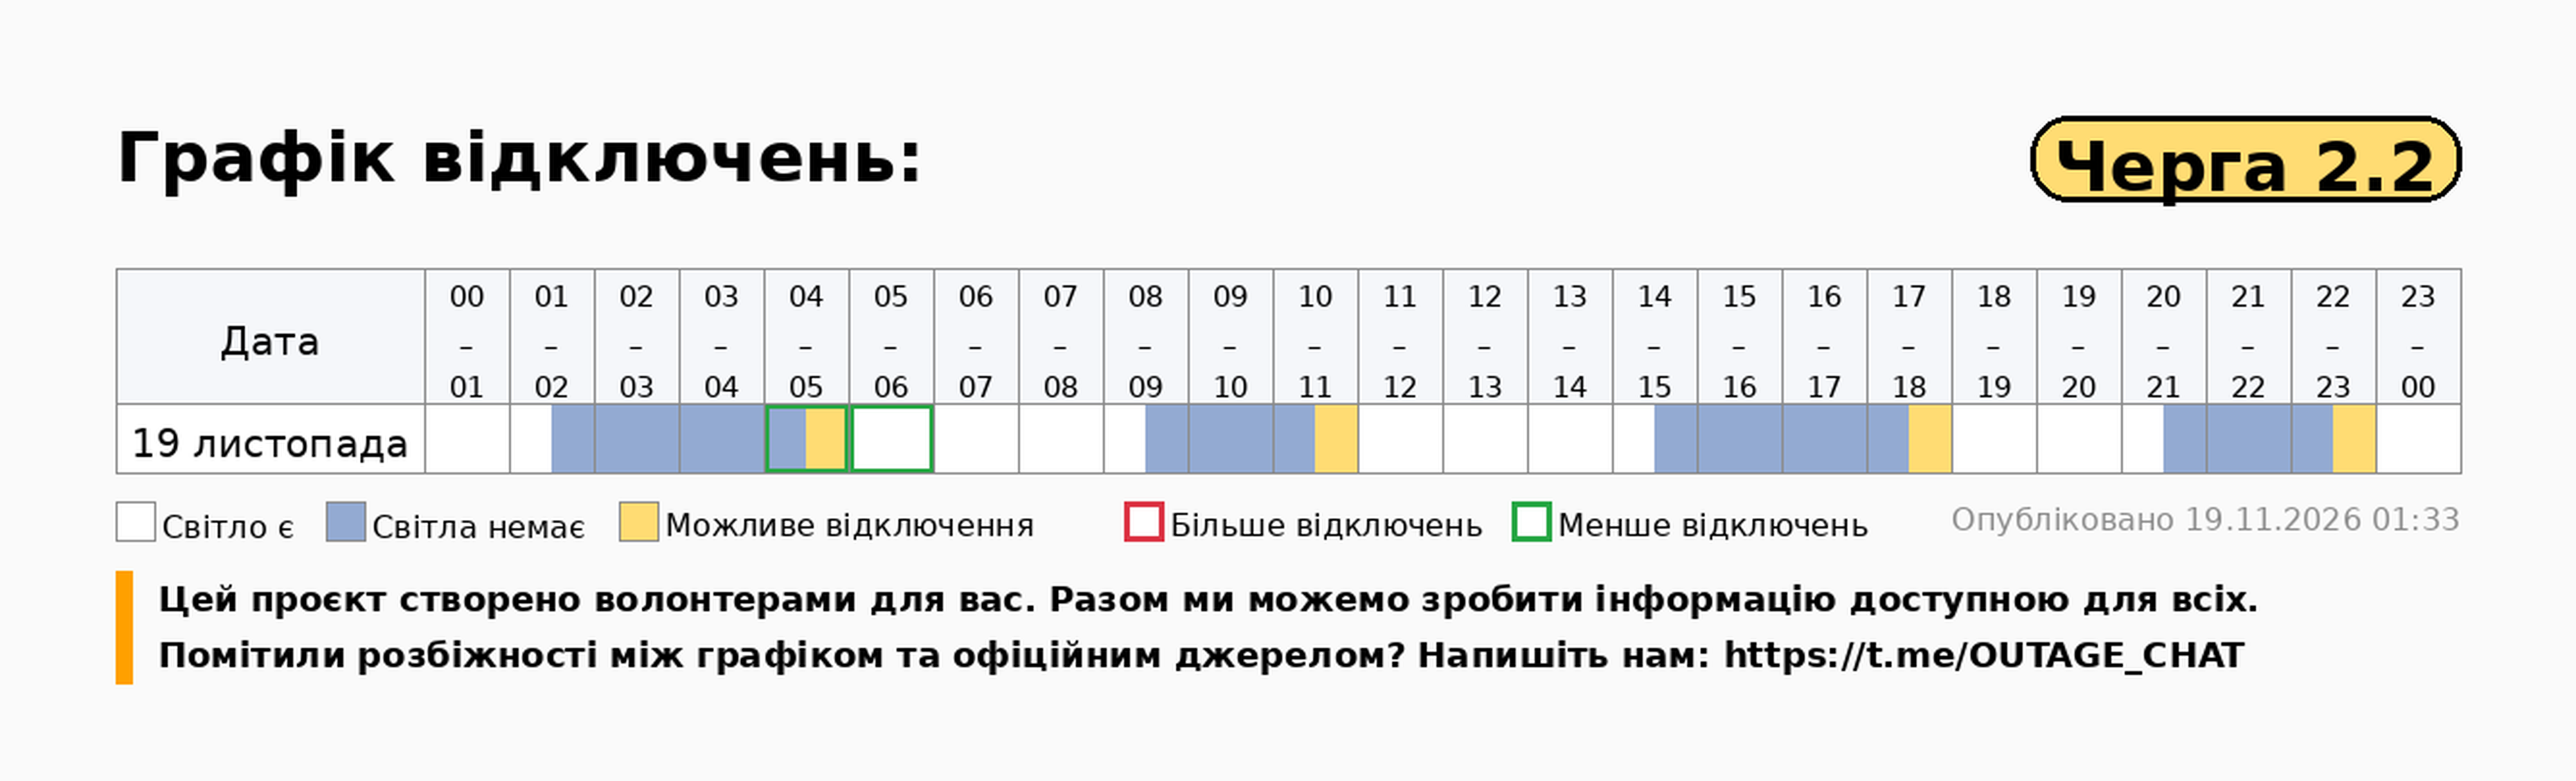 Графік відключень:
Черга 2.2
Дата
00 – 01
01 – 02
02 – 03
03 – 04
04 – 05
05 – 06
06 – 07
07 – 08
08 – 09
09 – 10
10 – 11
11 – 12
12 – 13
13 – 14
14 – 15
15 – 16
16 – 17
17 – 18
18 – 19
19 – 20
20 – 21
21 – 22
22 – 23
23 – 00
19 листопада
Світло є
Світла немає
Можливе відключення
Більше відключень
Менше відключень
Опубліковано 19.11.2026 01:33
Цей проєкт створено волонтерами для вас. Разом ми можемо зробити інформацію доступною для всіх.
Помітили розбіжності між графіком та офіційним джерелом? Напишіть нам: https://t.me/OUTAGE_CHAT